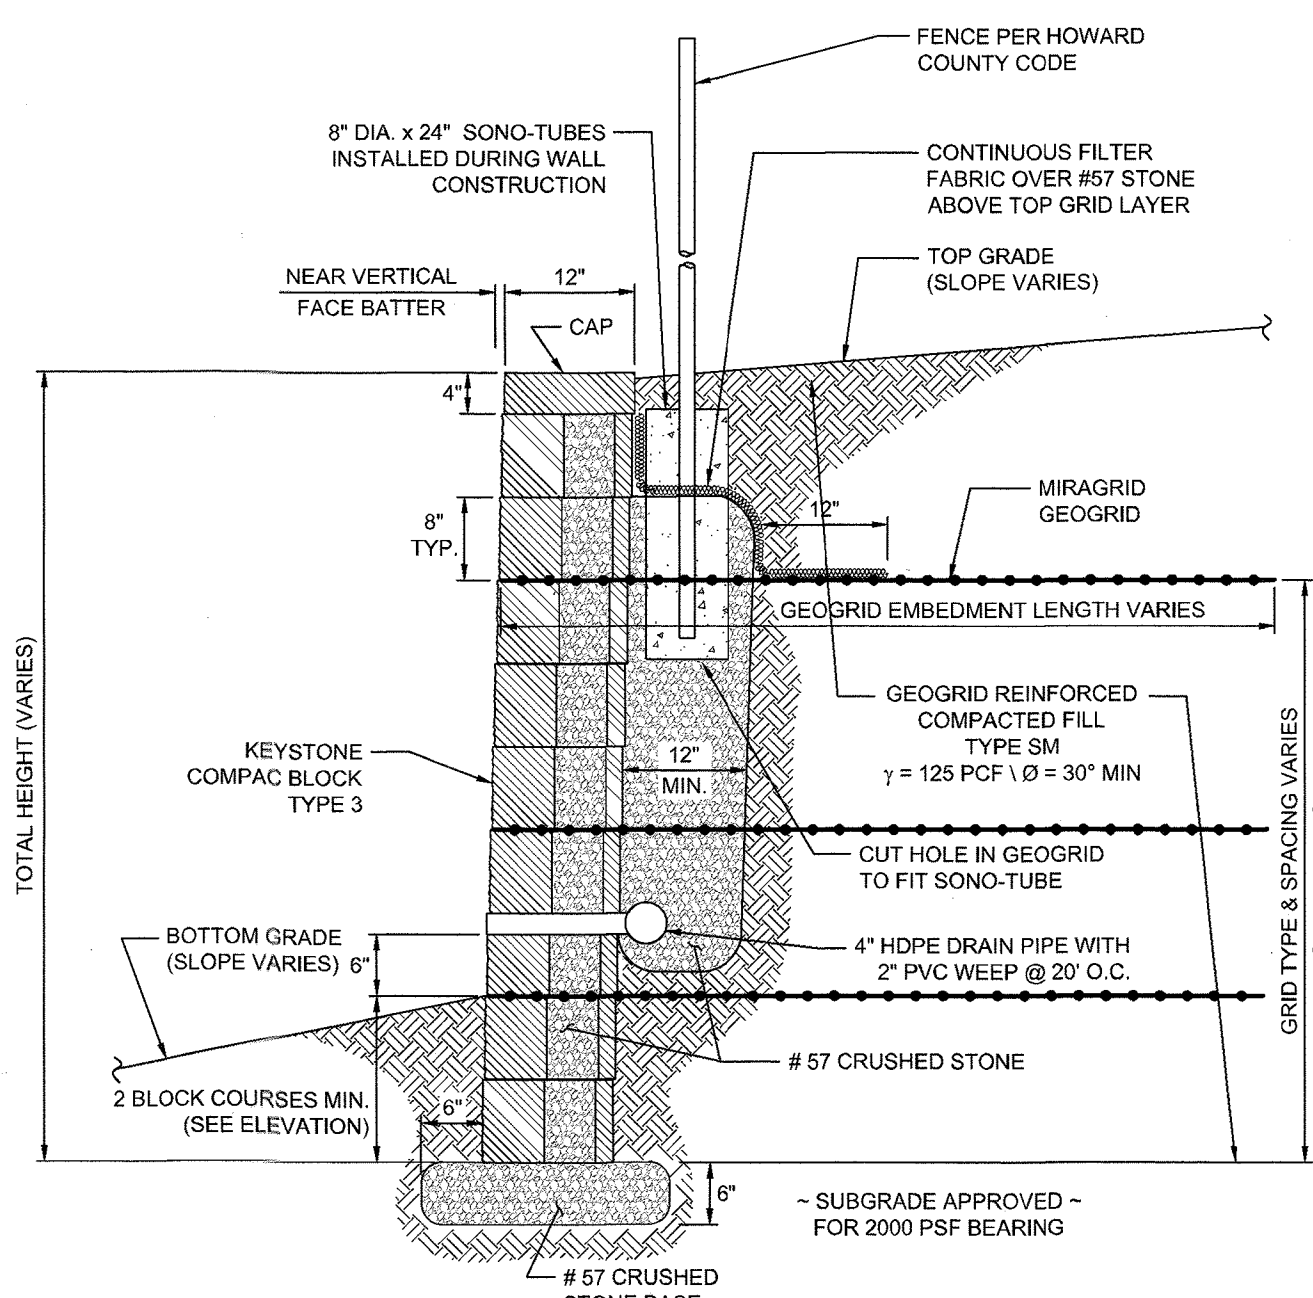 FENCE PER HOWARD
COUNTY CODE
8" DIA. x 24" SONO-TUBES
INSTALLED DURING WALL
CONSTRUCTION
CONTINUOUS FILTER
FABRIC OVER #57 STONE
ABOVE TOP GRID LAYER
TOP GRADE
(SLOPE VARIES)
NEAR VERTICAL
FACE BATTER
12"
CAP
4"
8"
TYP.
12"
MIRAGRID
GEOGRID
GEOGRID EMBEDMENT LENGTH VARIES
TOTAL HEIGHT (VARIES)
KEYSTONE
COMPAC BLOCK
TYPE 3
12"
MIN.
GEOGRID REINFORCED
COMPACTED FILL
TYPE SM
γ = 125 PCF \ Ø = 30° MIN
GRID TYPE & SPACING VARIES
CUT HOLE IN GEOGRID
TO FIT SONO-TUBE
BOTTOM GRADE
(SLOPE VARIES)
6"
4" HDPE DRAIN PIPE WITH
2" PVC WEEP @ 20' O.C.
# 57 CRUSHED STONE
2 BLOCK COURSES MIN.
(SEE ELEVATION)
6"
6"
~ SUBGRADE APPROVED ~
FOR 2000 PSF BEARING
# 57 CRUSHED